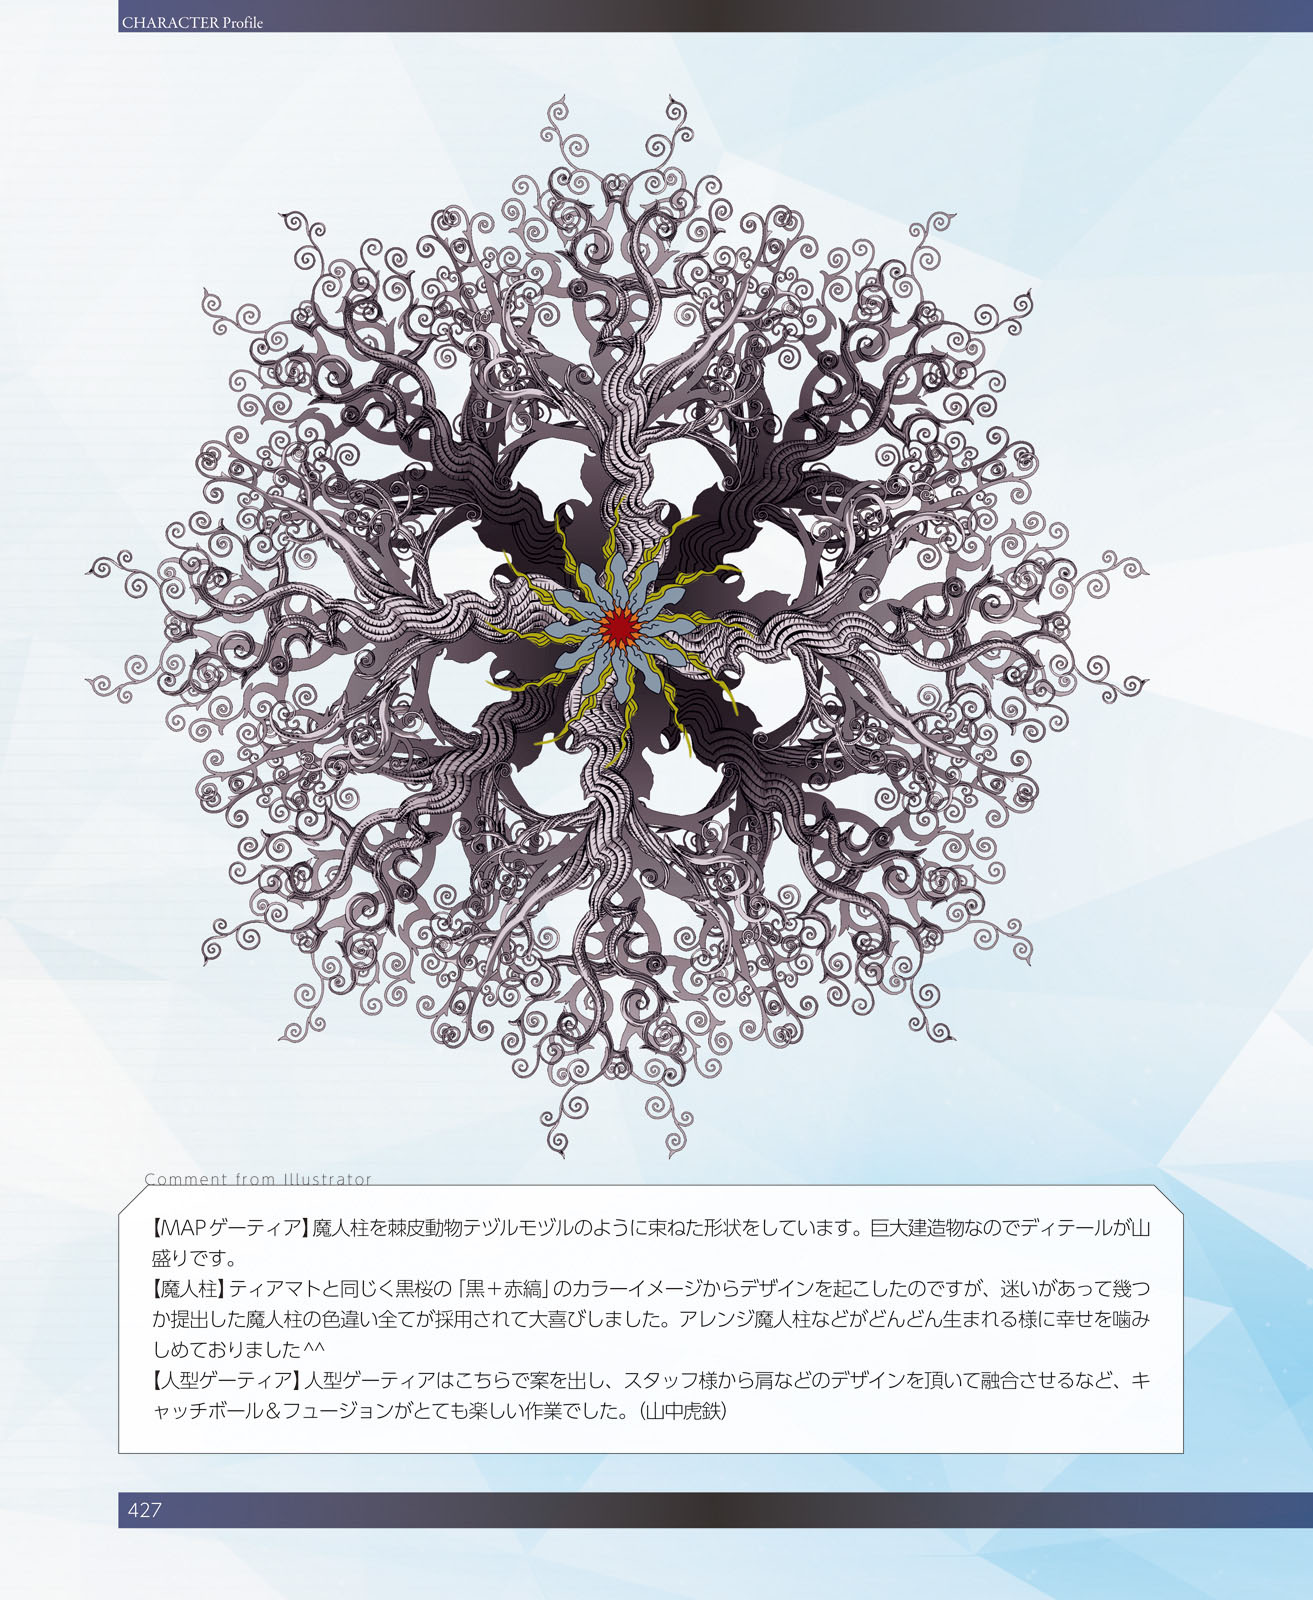 CHARACTER Profile
Comment from Illustrator
【MAPゲーティア】魔人柱を棘皮動物テヅルモヅルのように束ねた形状をしています。巨大建造物なのでディテールが山
盛りです。
【魔人柱】ティアマトと同じく黒桜の「黒＋赤縞」のカラーイメージからデザインを起こしたのですが、迷いがあって幾つ
か提出した魔人柱の色違い全てが採用されて大喜びしました。アレンジ魔人柱などがどんどん生まれる様に幸せを噛み
しめておりました^^
【人型ゲーティア】人型ゲーティアはこちらで案を出し、スタッフ様から肩などのデザインを頂いて融合させるなど、キ
ャッチボール＆フュージョンがとても楽しい作業でした。（山中虎鉄）
427